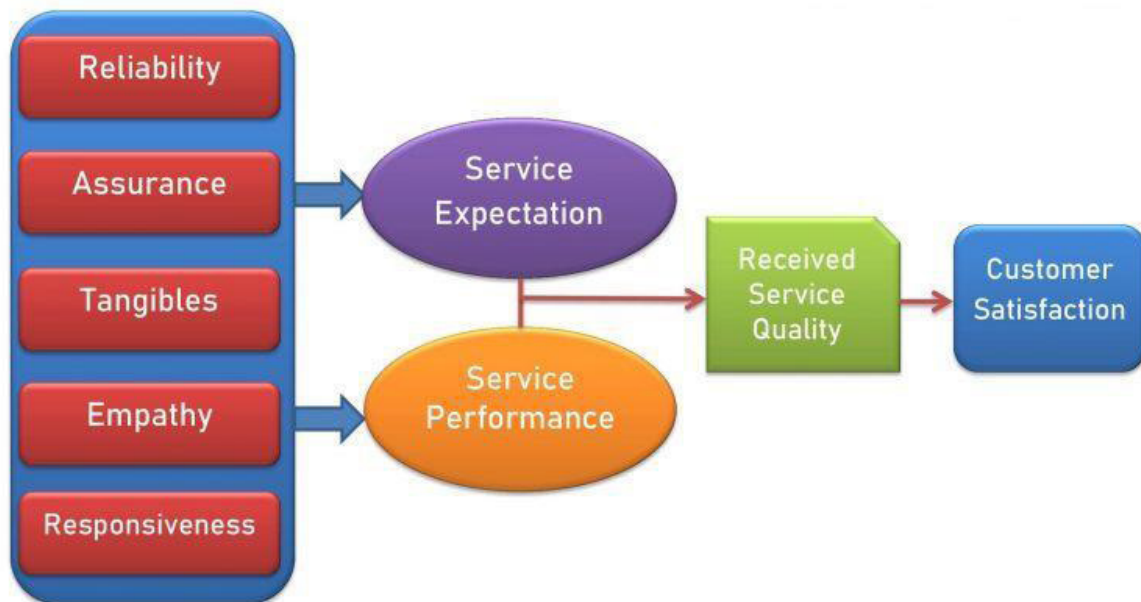 Reliability
Assurance
Tangibles
Empathy
Responsiveness
Service
Expectation
Service
Performance
Received
Service
Quality
Customer
Satisfaction